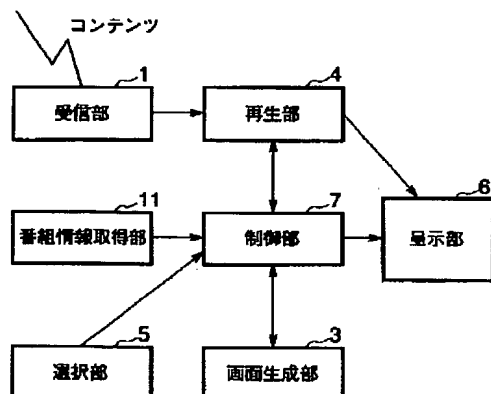 コンテンツ
1
受信部
4
再生部
6
呈示部
11
番組情報取得部
7
制御部
5
選択部
3
画面生成部